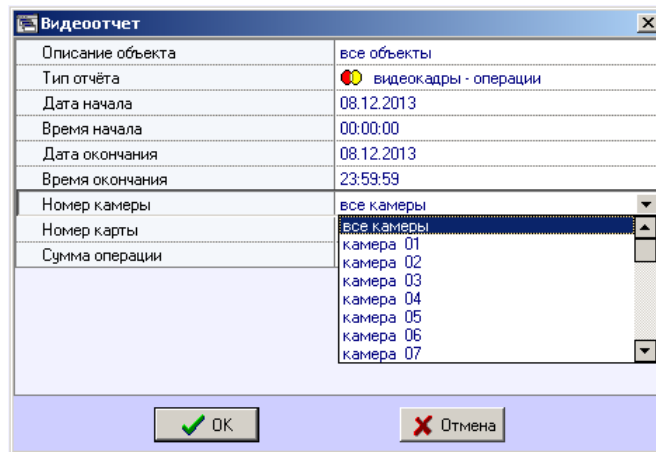 Видеоотчет
Описание объекта все объекты
Тип отчёта видеокадры - операции
Дата начала 08.12.2013
Время начала 00:00:00
Дата окончания 08.12.2013
Время окончания 23:59:59
Номер камеры все камеры
Номер карты все камеры
Сумма операции камера 01
камера 02
камера 03
камера 04
камера 05
камера 06
камера 07
OK Отмена